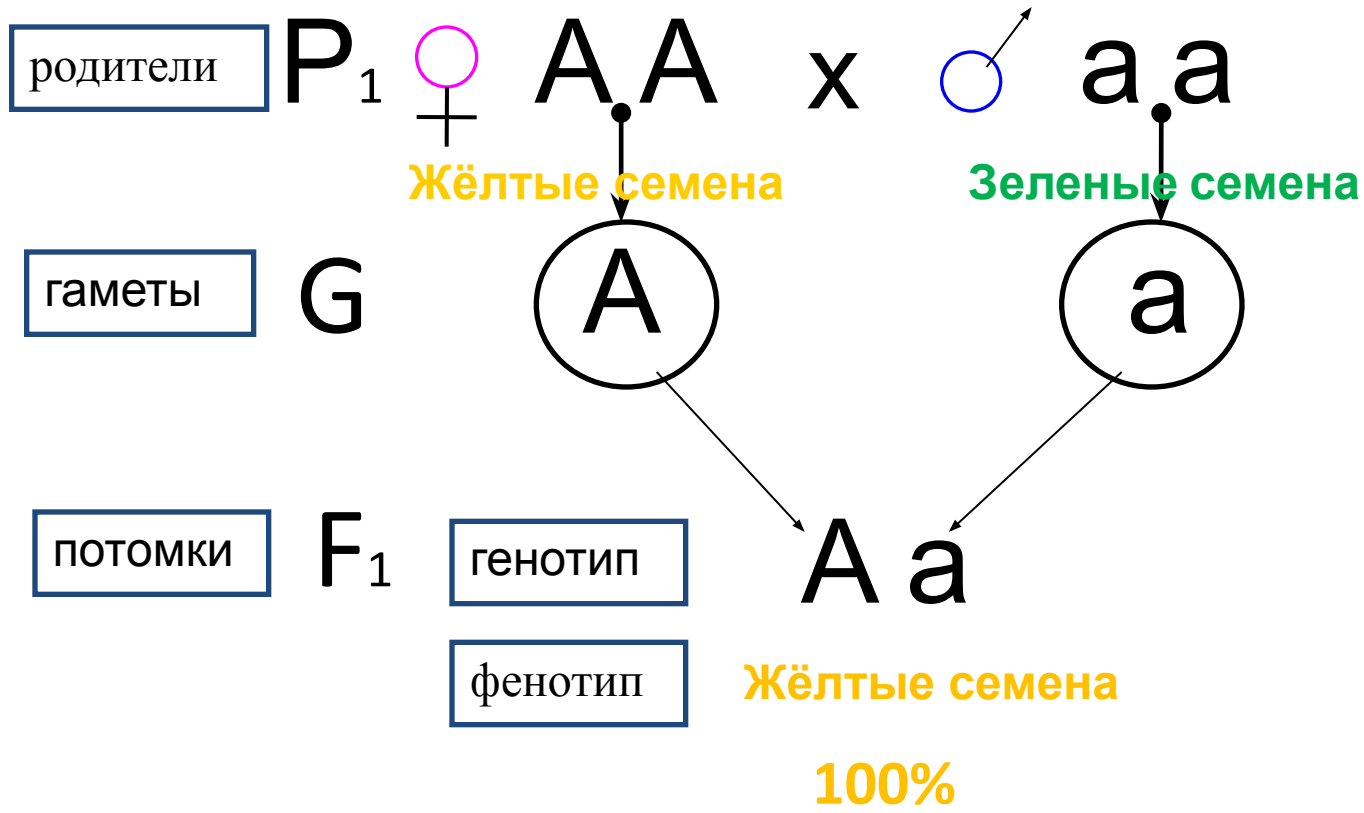 родители P₁ ♀ А А х ♂ а а
Жёлтые семена Зеленые семена
гаметы G А а
потомки F₁ генотип А а
фенотип Жёлтые семена
100%